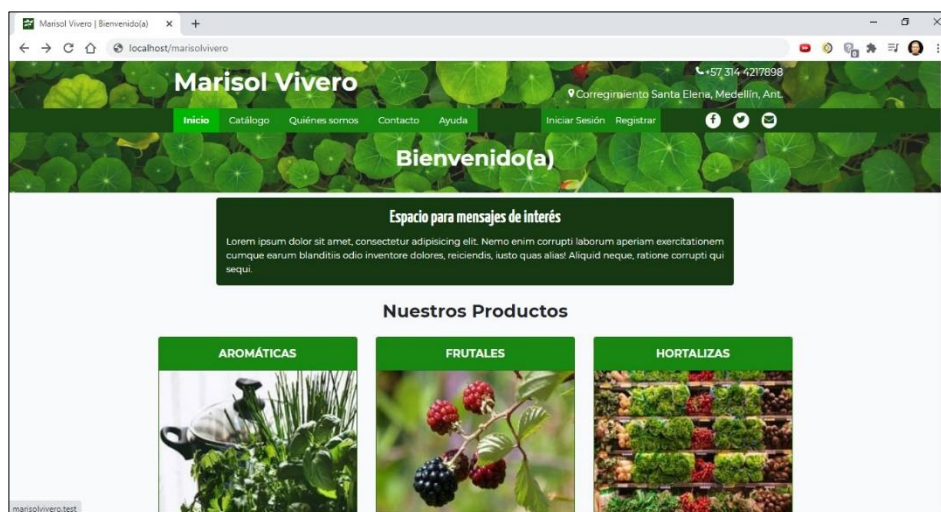 Marisol Vivero | Bienvenido(a)
localhost/marisolvivero
Marisol Vivero
+57 314 4217898
Corregimiento Santa Elena, Medellín, Ant.
Inicio Catálogo Quiénes somos Contacto Ayuda Iniciar Sesión Registrar
Bienvenido(a)
Espacio para mensajes de interés
Lorem ipsum dolor sit amet, consectetur adipisicing elit. Nemo enim corrupti laborum aperiam exercitationem
cumque earum blanditiis odio inventore dolores, reiciendis, iusto quas alias! Aliquid neque, ratione corrupti qui
sequi.
Nuestros Productos
AROMÁTICAS FRUTALES HORTALIZAS
marisolvivero.test